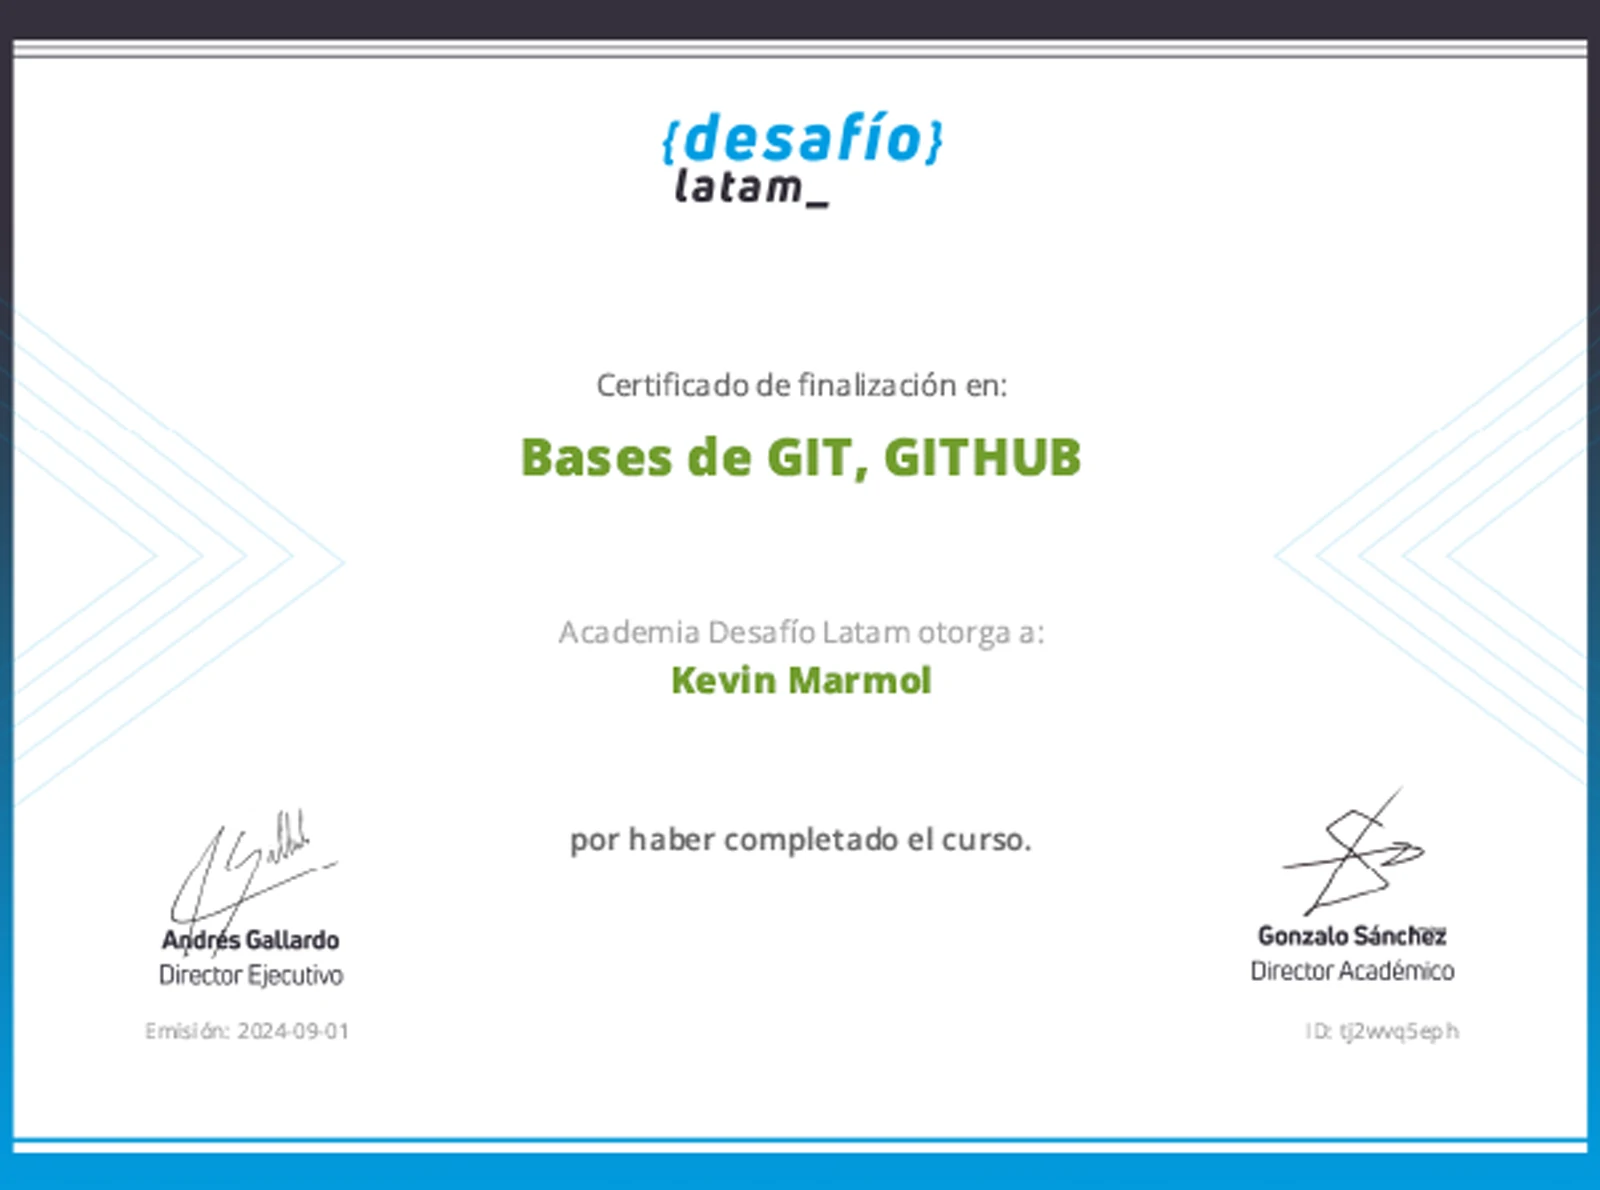 {desafío}
latam_
Certificado de finalización en:
Bases de GIT, GITHUB
Academia Desafío Latam otorga a:
Kevin Marmol
por haber completado el curso.
Andrés Gallardo
Director Ejecutivo
Emisión: 2024-09-01
Gonzalo Sánchez
Director Académico
ID: tj2wvq5eph